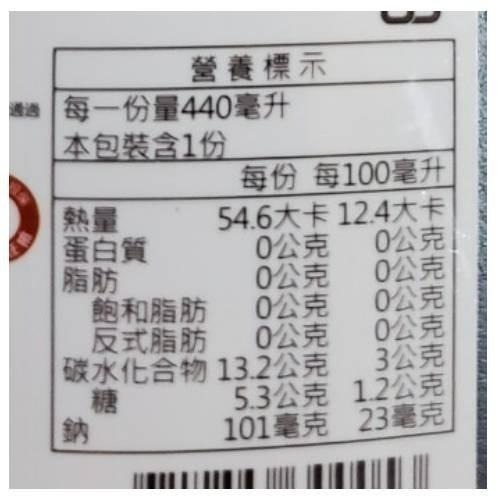 營養標示
通過
每一份量440毫升
本包裝含1份
每份 每100毫升
熱量 54.6大卡 12.4大卡
蛋白質 0公克 0公克
脂肪 0公克 0公克
飽和脂肪 0公克 0公克
反式脂肪 0公克 0公克
碳水化合物 13.2公克 3公克
糖 5.3公克 1.2公克
鈉 101毫克 23毫克